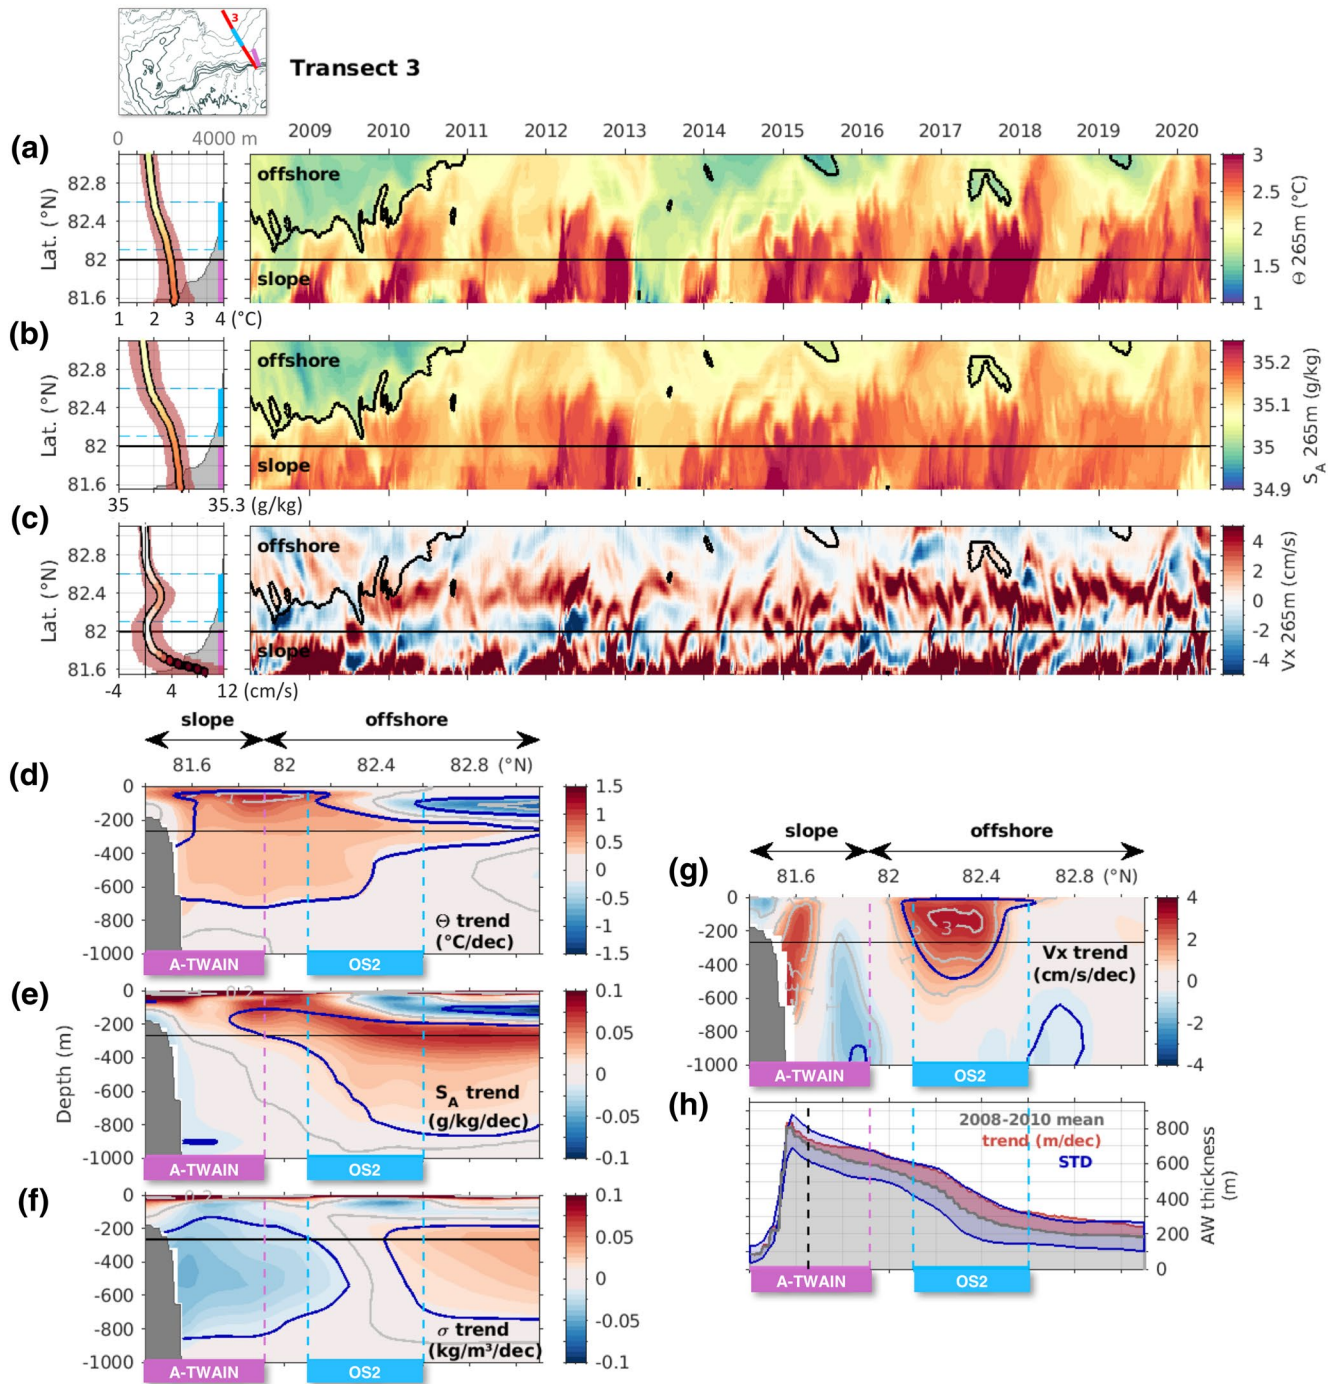 3
Transect 3
0 4000 m
2009 2010 2011 2012 2013 2014 2015 2016 2017 2018 2019 2020
(a)
Lat. (°N)
82.8
82.4
82
81.6
1 2 3 4 (°C)
offshore
slope
3
2.5
2
1.5
1
Θ 265m (°C)
(b)
Lat. (°N)
82.8
82.4
82
81.6
35 35.3 (g/kg)
offshore
slope
35.2
35.1
35
34.9
S_A 265m (g/kg)
(c)
Lat. (°N)
82.8
82.4
82
81.6
-4 4 12 (cm/s)
offshore
slope
4
2
0
-2
-4
Vx 265m (cm/s)
slope offshore
(d)
81.6 82 82.4 82.8 (°N)
0
-200
-400
-600
-800
-1000
1
Θ trend
(°C/dec)
A-TWAIN OS2
1.5
1
0.5
0
-0.5
-1
-1.5
(e)
Depth (m)
0
-200
-400
-600
-800
-1000
0.2
S_A trend
(g/kg/dec)
A-TWAIN OS2
0.1
0.05
0
-0.05
-0.1
(f)
0
-200
-400
-600
-800
-1000
0.2
σ trend
(kg/m³/dec)
A-TWAIN OS2
0.1
0.05
0
-0.05
-0.1
slope offshore
(g)
81.6 82 82.4 82.8 (°N)
0
-200
-400
-600
-800
-1000
3
Vx trend
(cm/s/dec)
A-TWAIN OS2
4
2
0
-2
-4
(h)
2008-2010 mean
trend (m/dec)
STD
800
600
400
200
0
AW thickness
(m)
A-TWAIN OS2